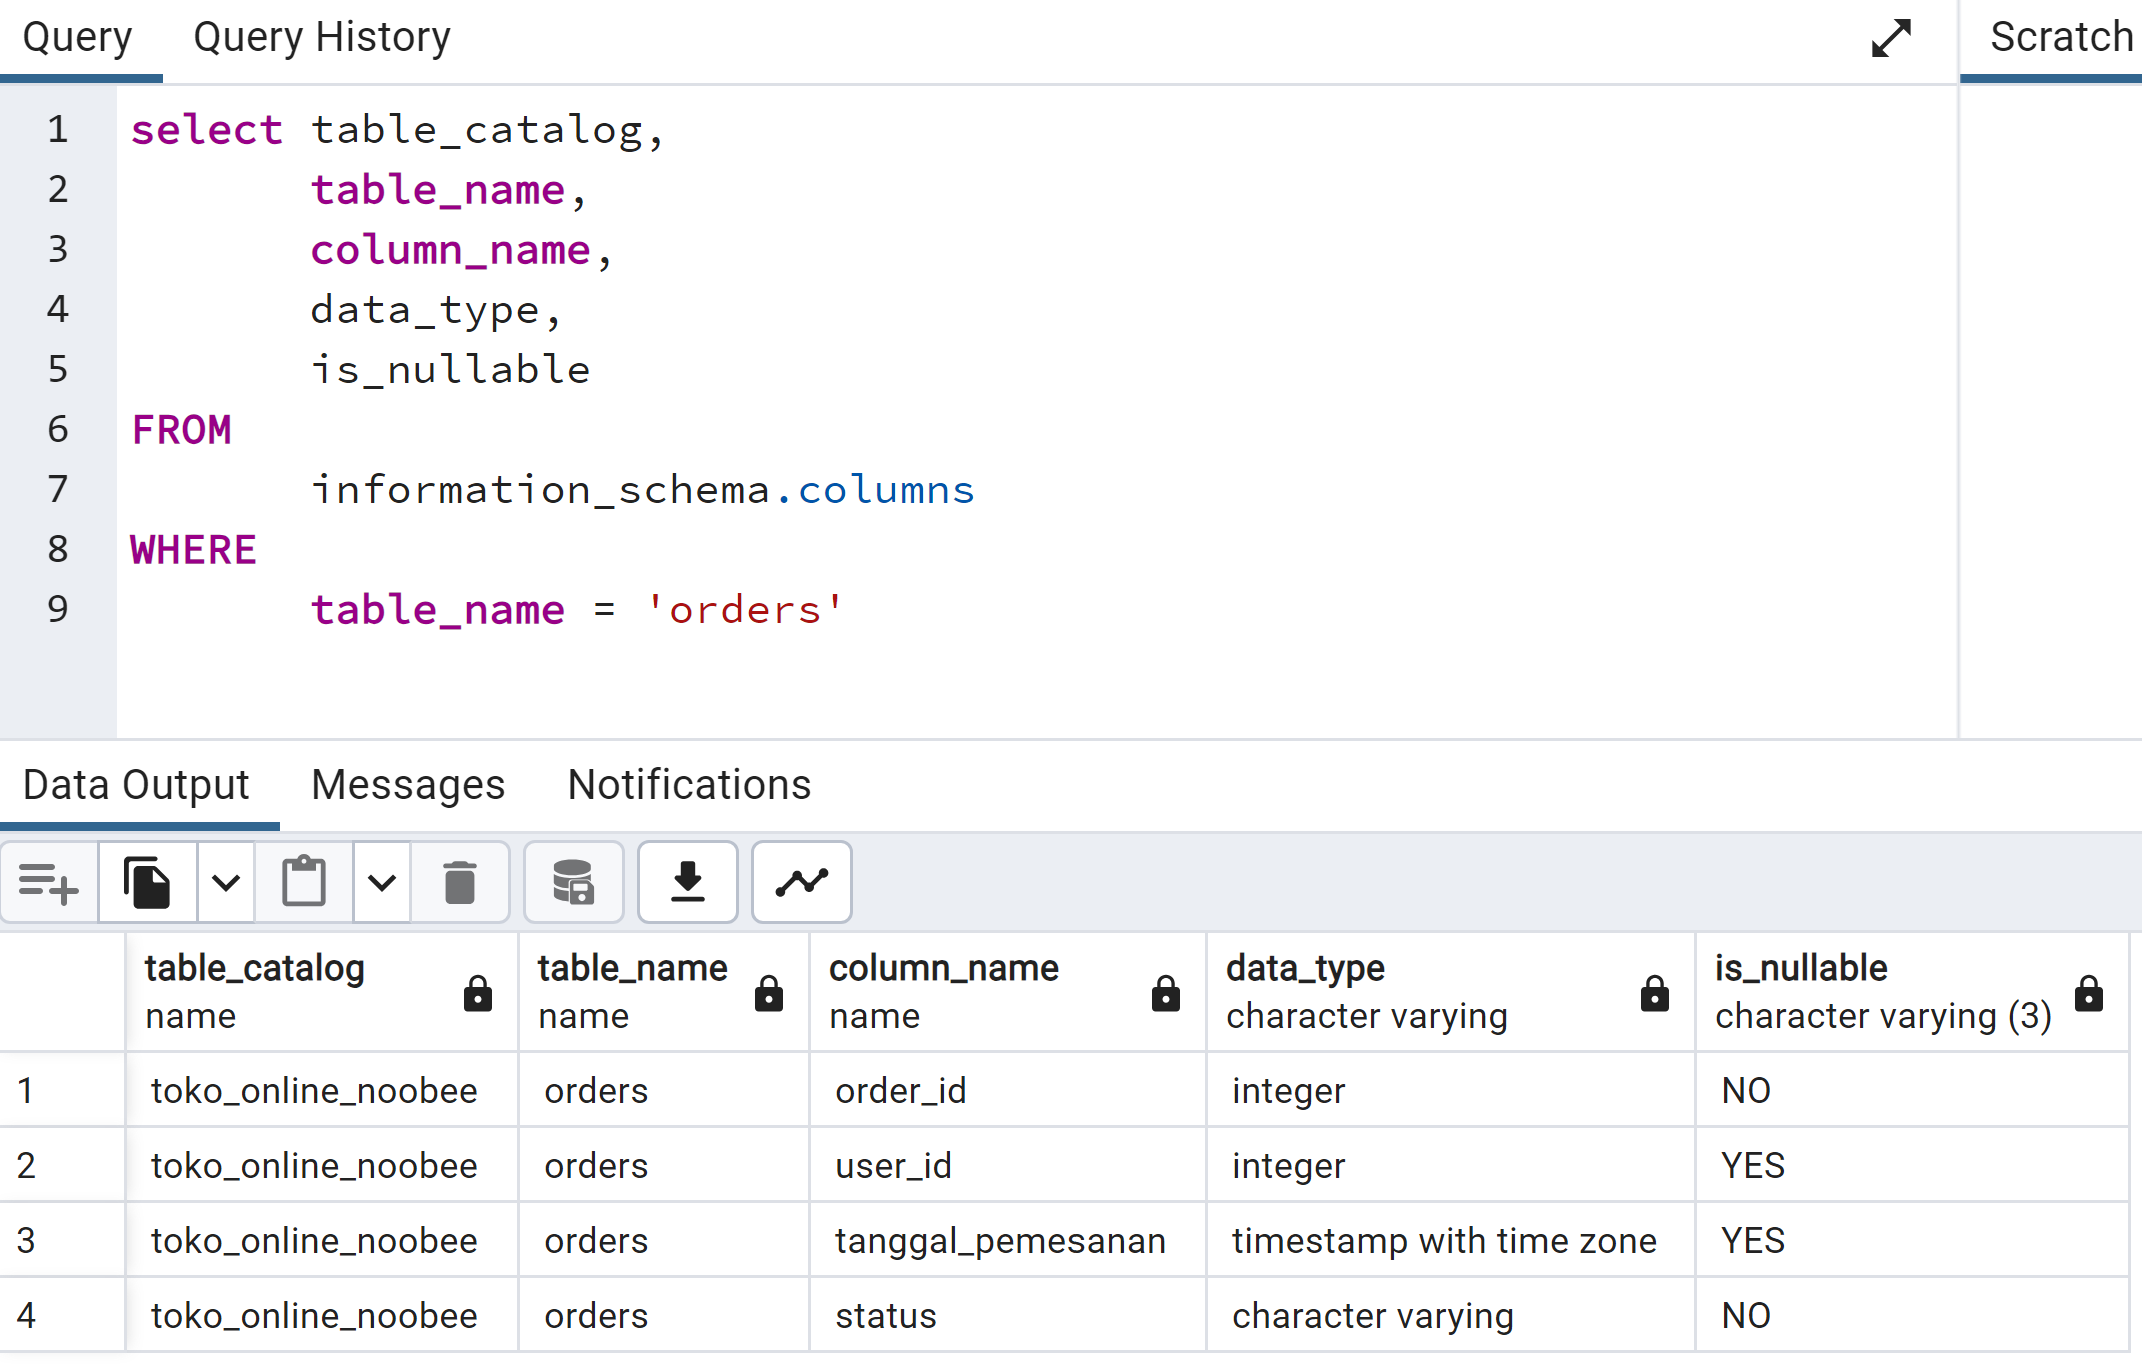 Query Query History Scratch
1 select table_catalog,
2 table_name,
3 column_name,
4 data_type,
5 is_nullable
6 FROM
7 information_schema.columns
8 WHERE
9 table_name = 'orders'
Data Output Messages Notifications
table_catalog table_name column_name data_type is_nullable
name name name character varying character varying (3)
1 toko_online_noobee orders order_id integer NO
2 toko_online_noobee orders user_id integer YES
3 toko_online_noobee orders tanggal_pemesanan timestamp with time zone YES
4 toko_online_noobee orders status character varying NO